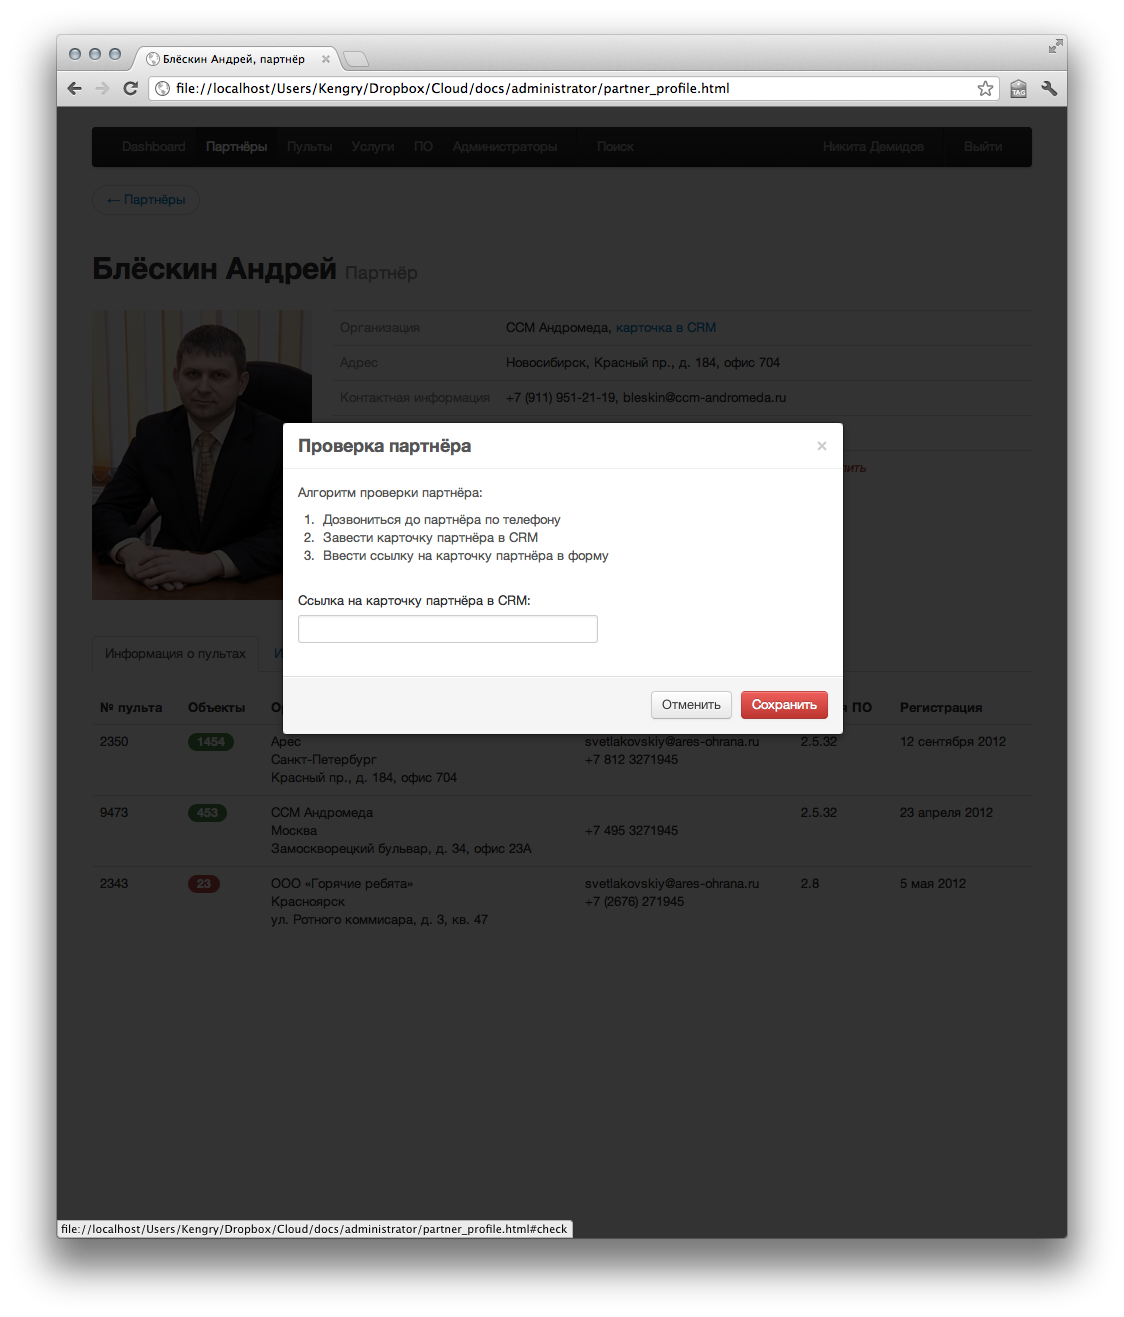 Блёскин Андрей, партнёр
file://localhost/Users/Kengry/Dropbox/Cloud/docs/administrator/partner_profile.html
TAG
Dashboard Партнёры Пульты Услуги ПО Администраторы Поиск Никита Демидов Выйти
← Партнёры
Блёскин Андрей Партнёр
Организация ССМ Андромеда, карточка в CRM
Адрес Новосибирск, Красный пр., д. 184, офис 704
Контактная информация +7 (911) 951-21-19, bleskin@ccm-andromeda.ru
Проверка партнёра ×
Алгоритм проверки партнёра:
1. Дозвониться до партнёра по телефону
2. Завести карточку партнёра в CRM
3. Ввести ссылку на карточку партнёра в форму
Ссылка на карточку партнёра в CRM:
Отменить Сохранить
Информация о пультах
№ пульта Объекты ПО Регистрация
2350 1454 Арес svetlakovskiy@ares-ohrana.ru 2.5.32 12 сентября 2012
Санкт-Петербург +7 812 3271945
Красный пр., д. 184, офис 704
9473 453 ССМ Андромеда 2.5.32 23 апреля 2012
Москва +7 495 3271945
Замоскворецкий бульвар, д. 34, офис 23А
2343 23 ООО «Горячие ребята» svetlakovskiy@ares-ohrana.ru 2.8 5 мая 2012
Красноярск +7 (2676) 271945
ул. Ротного коммисара, д. 3, кв. 47
file://localhost/Users/Kengry/Dropbox/Cloud/docs/administrator/partner_profile.html#check